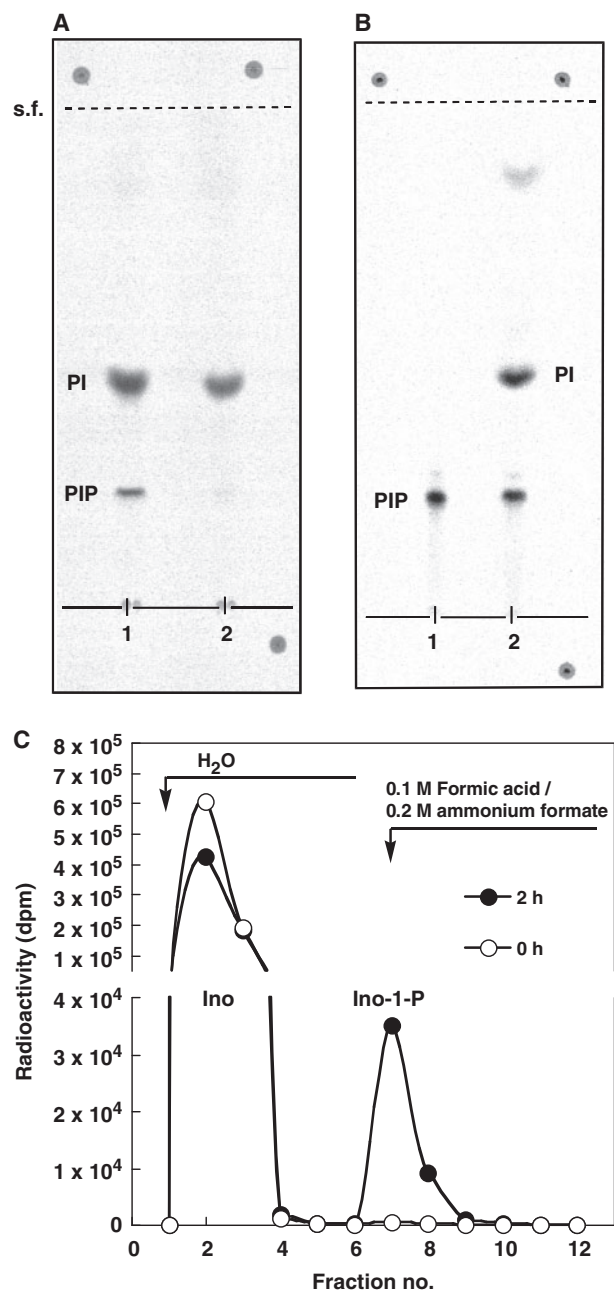 A
B
s.f.
PI
PI
PIP
PIP
1 2
1 2
C
8 x 10⁵
7 x 10⁵
6 x 10⁵
5 x 10⁵
4 x 10⁵
3 x 10⁵
2 x 10⁵
1 x 10⁵
4 x 10⁴
3 x 10⁴
2 x 10⁴
1 x 10⁴
0
Radioactivity (dpm)
H₂O
0.1 M Formic acid /
0.2 M ammonium formate
2 h
0 h
Ino
Ino-1-P
0 2 4 6 8 10 12
Fraction no.